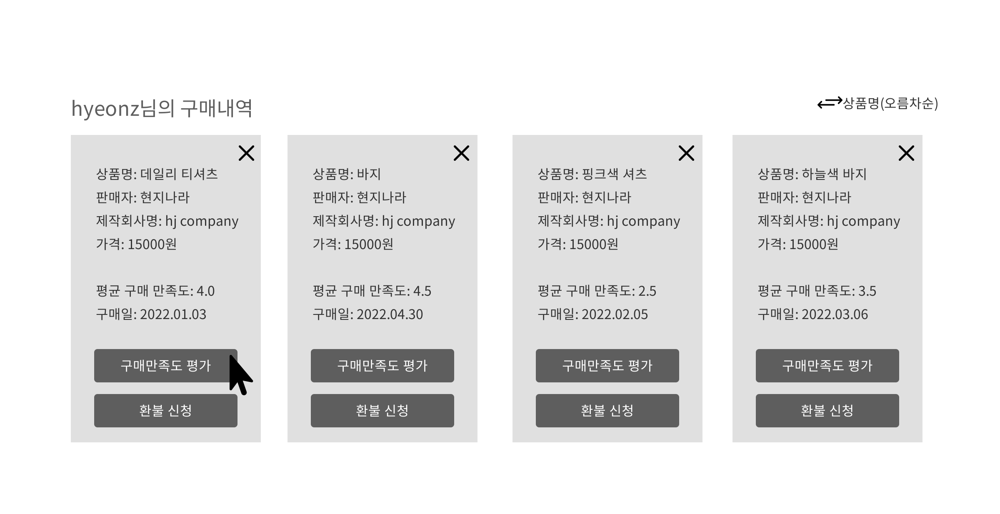 hyeonz님의 구매내역
상품명(오름차순)
상품명: 데일리 티셔츠
판매자: 현지나라
제작회사명: hj company
가격: 15000원
평균 구매 만족도: 4.0
구매일: 2022.01.03
구매만족도 평가
환불 신청
상품명: 바지
판매자: 현지나라
제작회사명: hj company
가격: 15000원
평균 구매 만족도: 4.5
구매일: 2022.04.30
구매만족도 평가
환불 신청
상품명: 핑크색 셔츠
판매자: 현지나라
제작회사명: hj company
가격: 15000원
평균 구매 만족도: 2.5
구매일: 2022.02.05
구매만족도 평가
환불 신청
상품명: 하늘색 바지
판매자: 현지나라
제작회사명: hj company
가격: 15000원
평균 구매 만족도: 3.5
구매일: 2022.03.06
구매만족도 평가
환불 신청